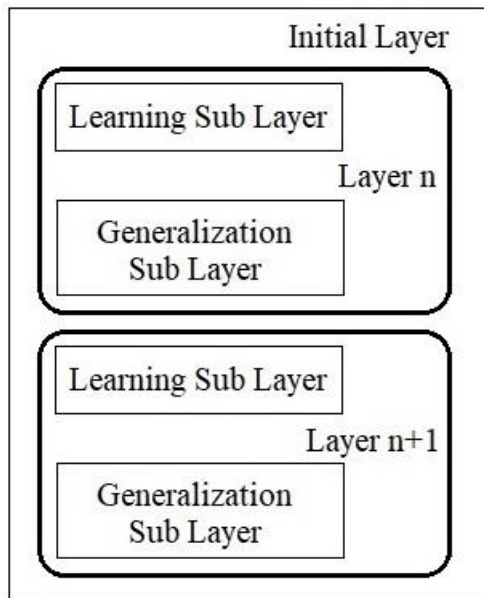 Initial Layer
Learning Sub Layer
Layer n
Generalization
Sub Layer
Learning Sub Layer
Layer n+1
Generalization
Sub Layer